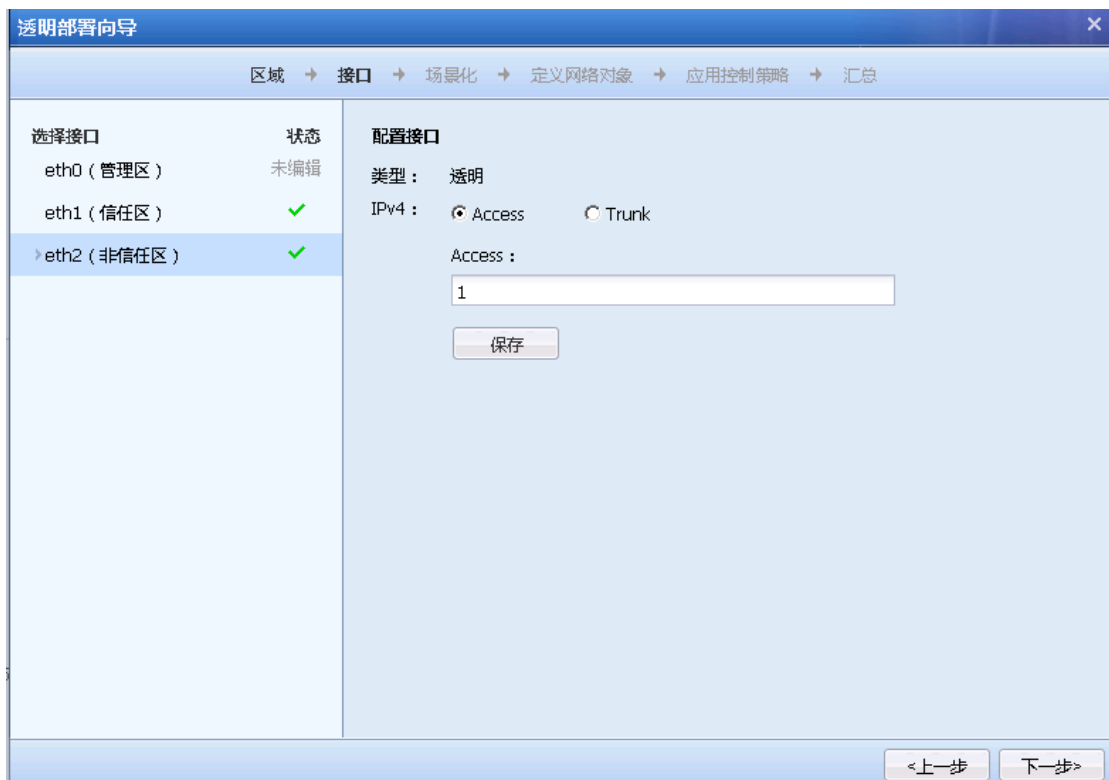 透明部署向导
区域 → 接口 → 场景化 → 定义网络对象 → 应用控制策略 → 汇总
选择接口 状态
eth0（管理区） 未编辑
eth1（信任区）
eth2（非信任区）
配置接口
类型： 透明
IPv4： Access Trunk
Access：
1
保存
<上一步 下一步>